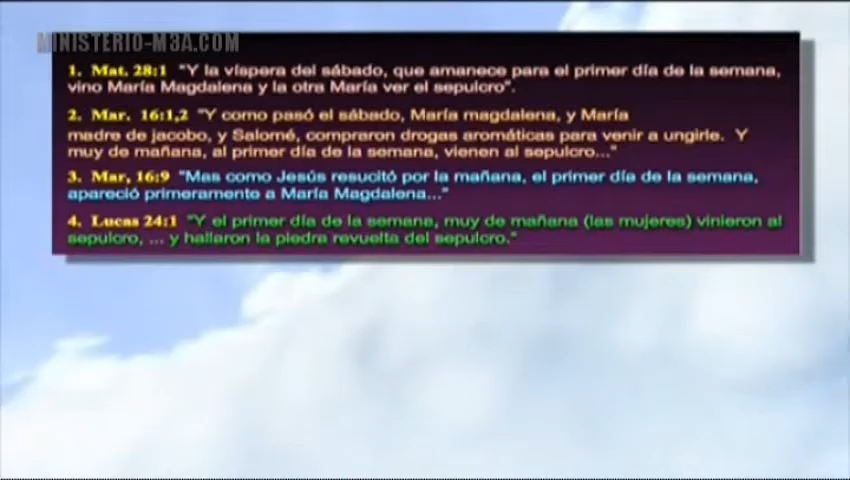 MINISTERIO-M3A.COM
1. Mat. 28:1 "Y la víspera del sábado, que amanece para el primer día de la semana,
vino María Magdalena y la otra María ver el sepulcro".
2. Mar. 16:1,2 "Y como pasó el sábado, María magdalena, y María
madre de jacobo, y Salomé, compraron drogas aromáticas para venir a ungirle. Y
muy de mañana, al primer día de la semana, vienen al sepulcro..."
3. Mar, 16:9 "Mas como Jesús resucitó por la mañana, el primer día de la semana,
apareció primeramente a María Magdalena..."
4. Lucas 24:1 "Y el primer día de la semana, muy de mañana (las mujeres) vinieron al
sepulcro, ... y hallaron la piedra revuelta del sepulcro."